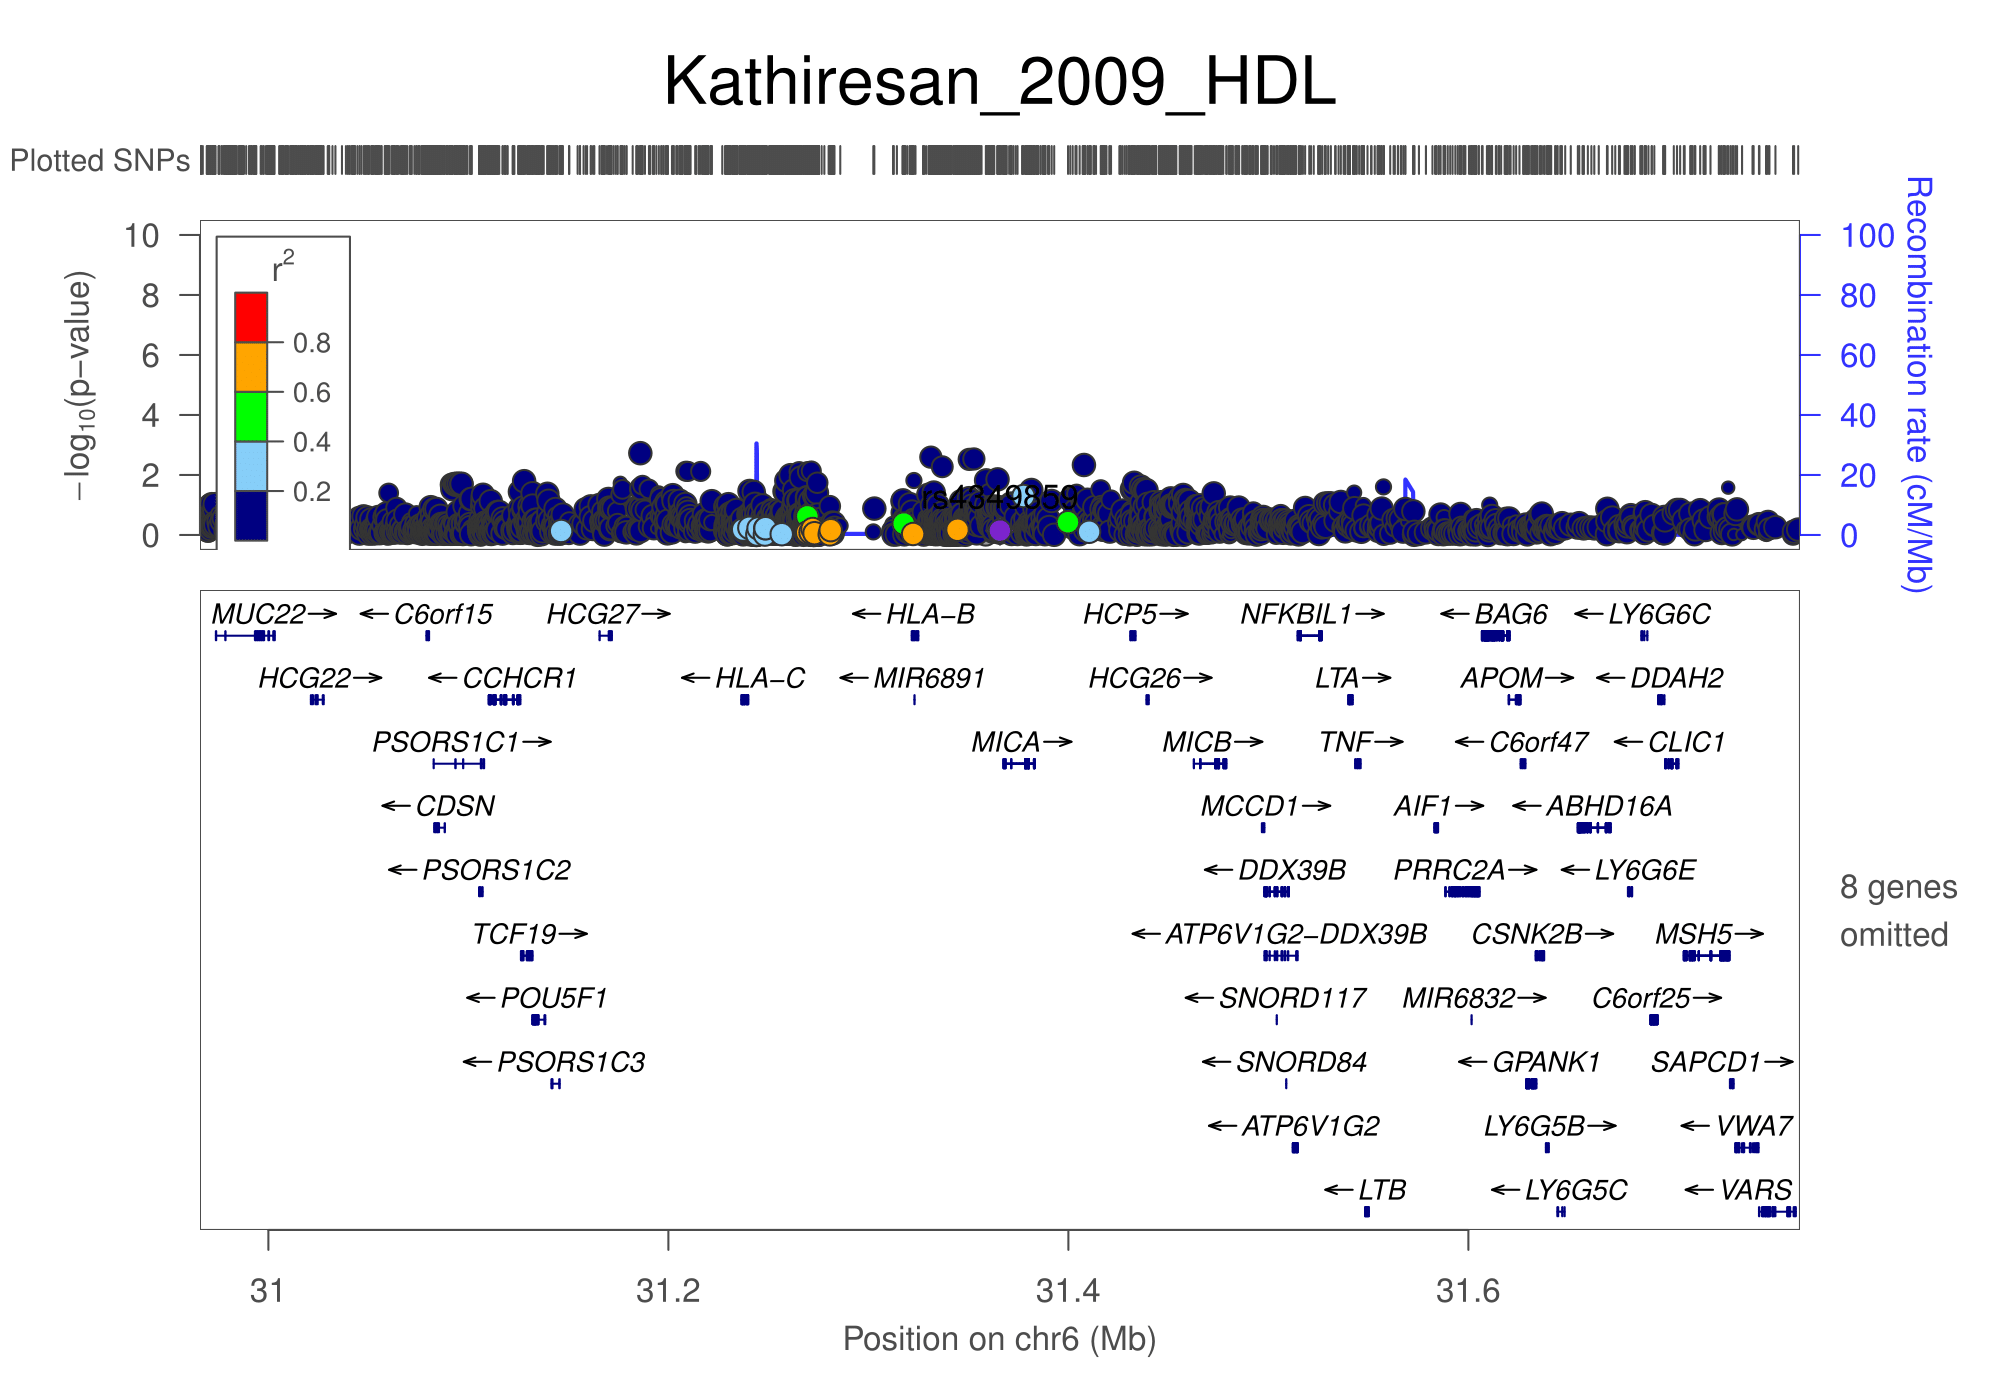 Kathiresan_2009_HDL
Plotted SNPs
10
8
6
4
2
0
−log10(p−value)
r2
0.8
0.6
0.4
0.2
rs4349859
100
80
60
40
20
0
Recombination rate (cM/Mb)
MUC22→ ←C6orf15 HCG27→ ←HLA−B HCP5→ NFKBIL1→ ←BAG6 ←LY6G6C
HCG22→ ←CCHCR1 ←HLA−C ←MIR6891 HCG26→ LTA→ APOM→ ←DDAH2
PSORS1C1→ MICA→ MICB→ TNF→ ←C6orf47 ←CLIC1
←CDSN MCCD1→ AIF1→ ←ABHD16A
←PSORS1C2 ←DDX39B PRRC2A→ ←LY6G6E
8 genes
omitted
TCF19→ ←ATP6V1G2−DDX39B CSNK2B→ MSH5→
←POU5F1 ←SNORD117 MIR6832→ C6orf25→
←PSORS1C3 ←SNORD84 ←GPANK1 SAPCD1→
←ATP6V1G2 LY6G5B→ ←VWA7
←LTB ←LY6G5C ←VARS
31 31.2 31.4 31.6
Position on chr6 (Mb)